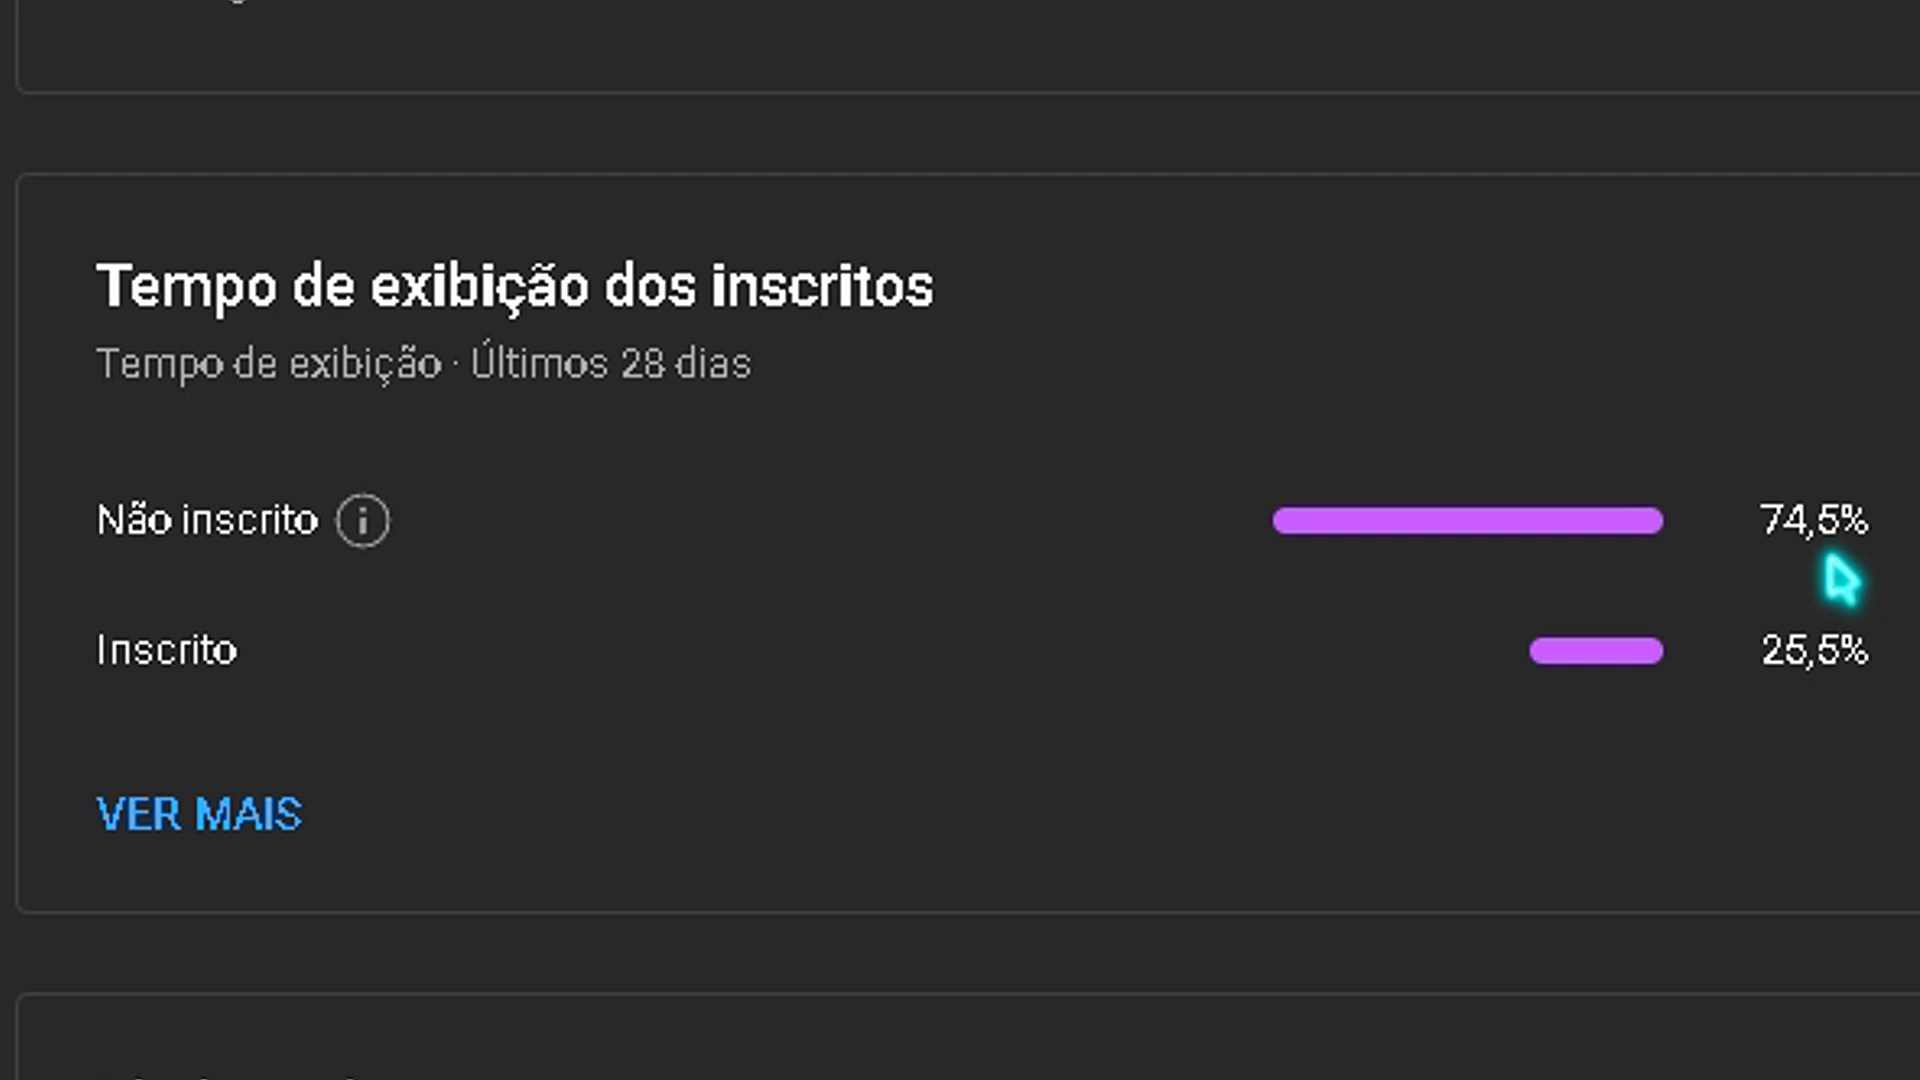 Tempo de exibição dos inscritos
Tempo de exibição · Últimos 28 dias
Não inscrito
74,5%
Inscrito
25,5%
VER MAIS